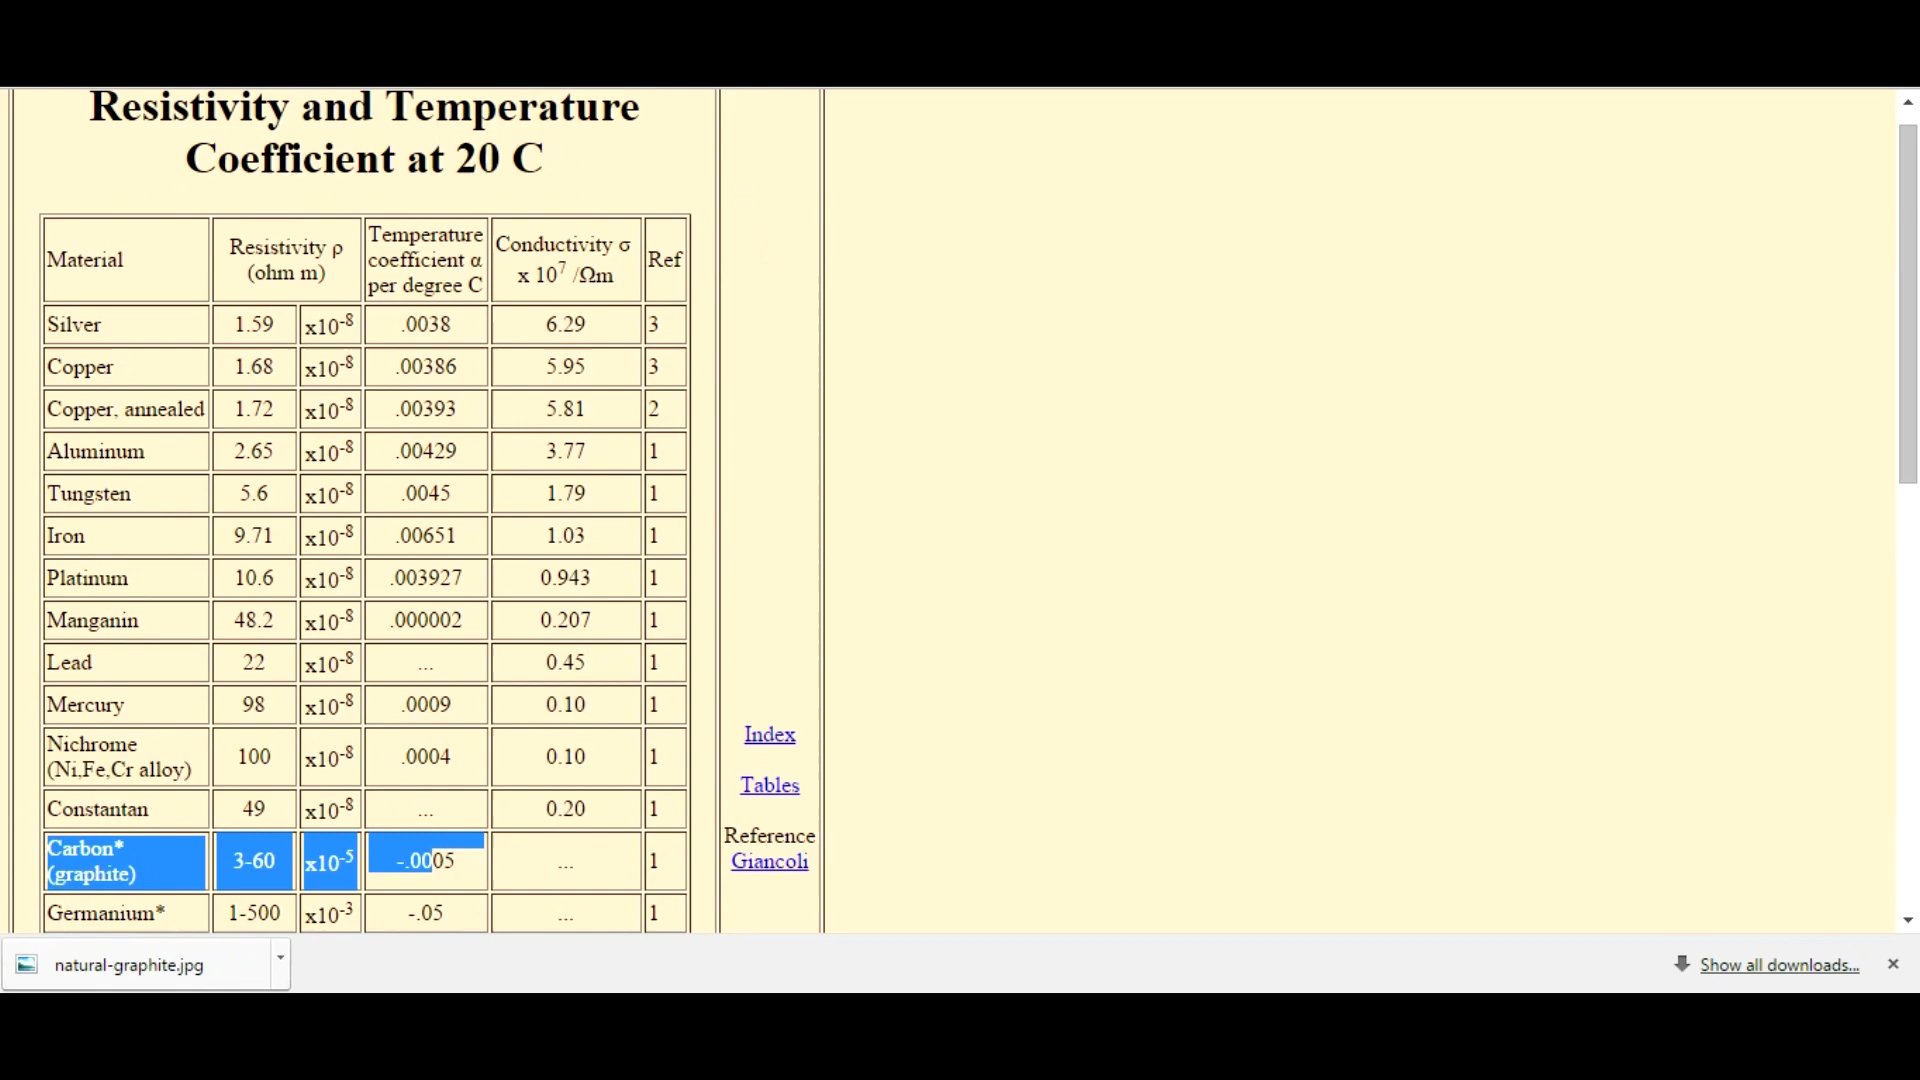 Resistivity and Temperature
Coefficient at 20 C
Material Resistivity ρ (ohm m) Temperature coefficient α per degree C Conductivity σ x 10⁷ /Ωm Ref
Silver 1.59 x10⁻⁸ .0038 6.29 3
Copper 1.68 x10⁻⁸ .00386 5.95 3
Copper, annealed 1.72 x10⁻⁸ .00393 5.81 2
Aluminum 2.65 x10⁻⁸ .00429 3.77 1
Tungsten 5.6 x10⁻⁸ .0045 1.79 1
Iron 9.71 x10⁻⁸ .00651 1.03 1
Platinum 10.6 x10⁻⁸ .003927 0.943 1
Manganin 48.2 x10⁻⁸ .000002 0.207 1
Lead 22 x10⁻⁸ ... 0.45 1
Mercury 98 x10⁻⁸ .0009 0.10 1
Nichrome (Ni,Fe,Cr alloy) 100 x10⁻⁸ .0004 0.10 1
Constantan 49 x10⁻⁸ ... 0.20 1
Carbon* (graphite) 3-60 x10⁻⁵ -.0005 ... 1
Germanium* 1-500 x10⁻³ -.05 ... 1
Index
Tables
Reference
Giancoli
natural-graphite.jpg
Show all downloads...